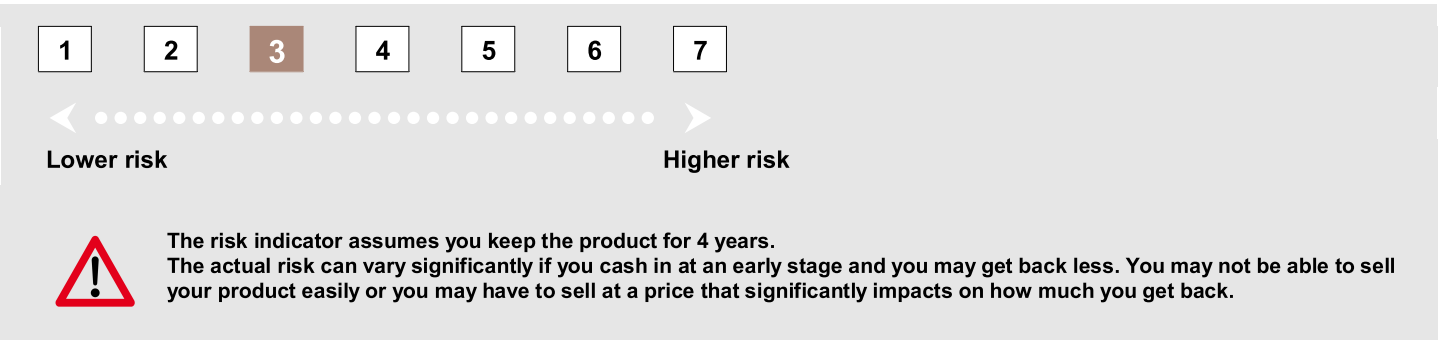 1 2 3 4 5 6 7
Lower risk Higher risk
The risk indicator assumes you keep the product for 4 years.
The actual risk can vary significantly if you cash in at an early stage and you may get back less. You may not be able to sell
your product easily or you may have to sell at a price that significantly impacts on how much you get back.